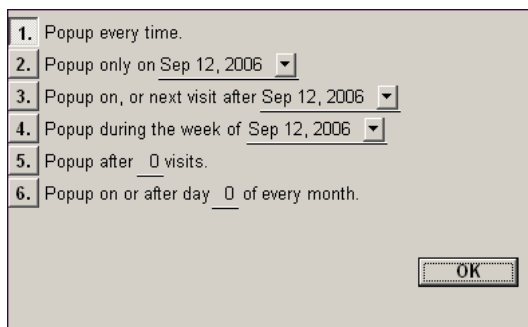 1. Popup every time.
2. Popup only on Sep 12, 2006
3. Popup on, or next visit after Sep 12, 2006
4. Popup during the week of Sep 12, 2006
5. Popup after 0 visits.
6. Popup on or after day 0 of every month.
OK